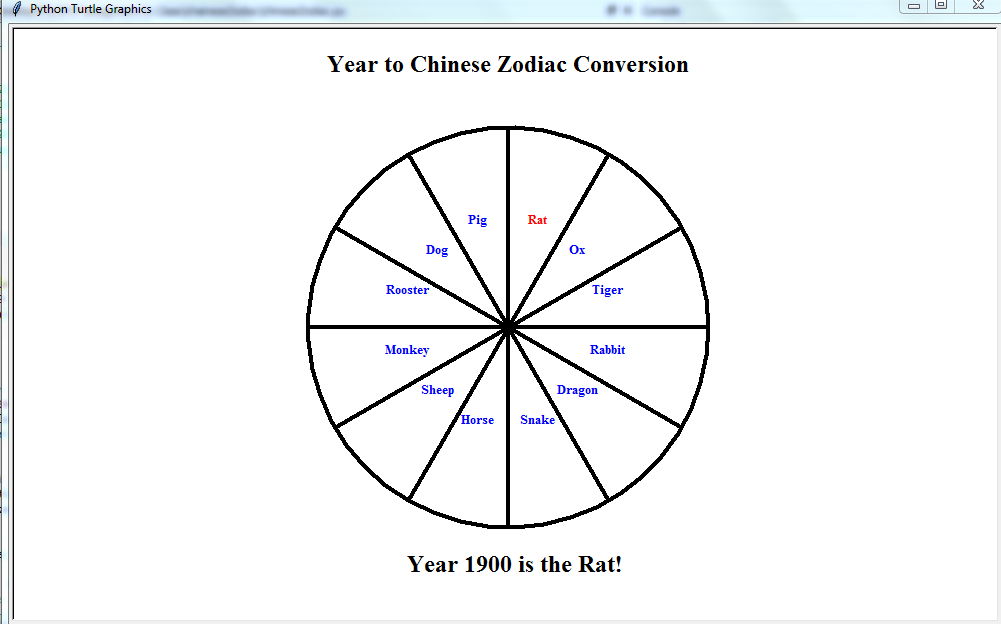 Python Turtle Graphics
Year to Chinese Zodiac Conversion
Pig
Rat
Dog
Ox
Rooster
Tiger
Monkey
Rabbit
Sheep
Dragon
Horse
Snake
Year 1900 is the Rat!